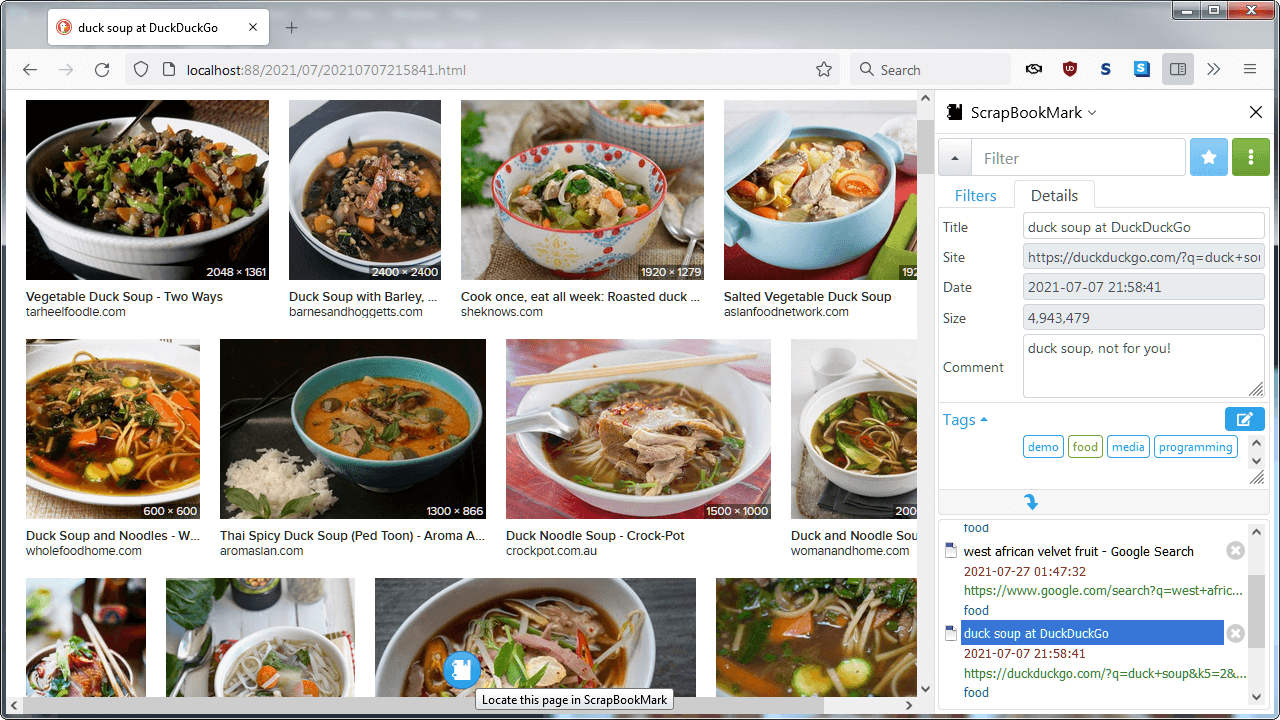 duck soup at DuckDuckGo
localhost:88/2021/07/20210707215841.html
Search
2048 × 1361
2400 × 2400
1920 × 1279
192
Vegetable Duck Soup - Two Ways
tarheelfoodie.com
Duck Soup with Barley, ...
barnesandhoggetts.com
Cook once, eat all week: Roasted duck ...
sheknows.com
Salted Vegetable Duck Soup
asianfoodnetwork.com
600 × 600
1300 × 866
1500 × 1000
200
Duck Soup and Noodles - W...
wholefoodhome.com
Thai Spicy Duck Soup (Ped Toon) - Aroma A...
aromasian.com
Duck Noodle Soup - Crock-Pot
crockpot.com.au
Duck and Noodle Sou
womanandhome.com
Locate this page in ScrapBookMark
ScrapBookMark
Filter
Filters
Details
Title
duck soup at DuckDuckGo
Site
https://duckduckgo.com/?q=duck+sou
Date
2021-07-07 21:58:41
Size
4,943,479
Comment
duck soup, not for you!
Tags
demo food media programming
food
west african velvet fruit - Google Search
2021-07-27 01:47:32
https://www.google.com/search?q=west+afric...
food
duck soup at DuckDuckGo
2021-07-07 21:58:41
https://duckduckgo.com/?q=duck+soup&k5=2&...
food